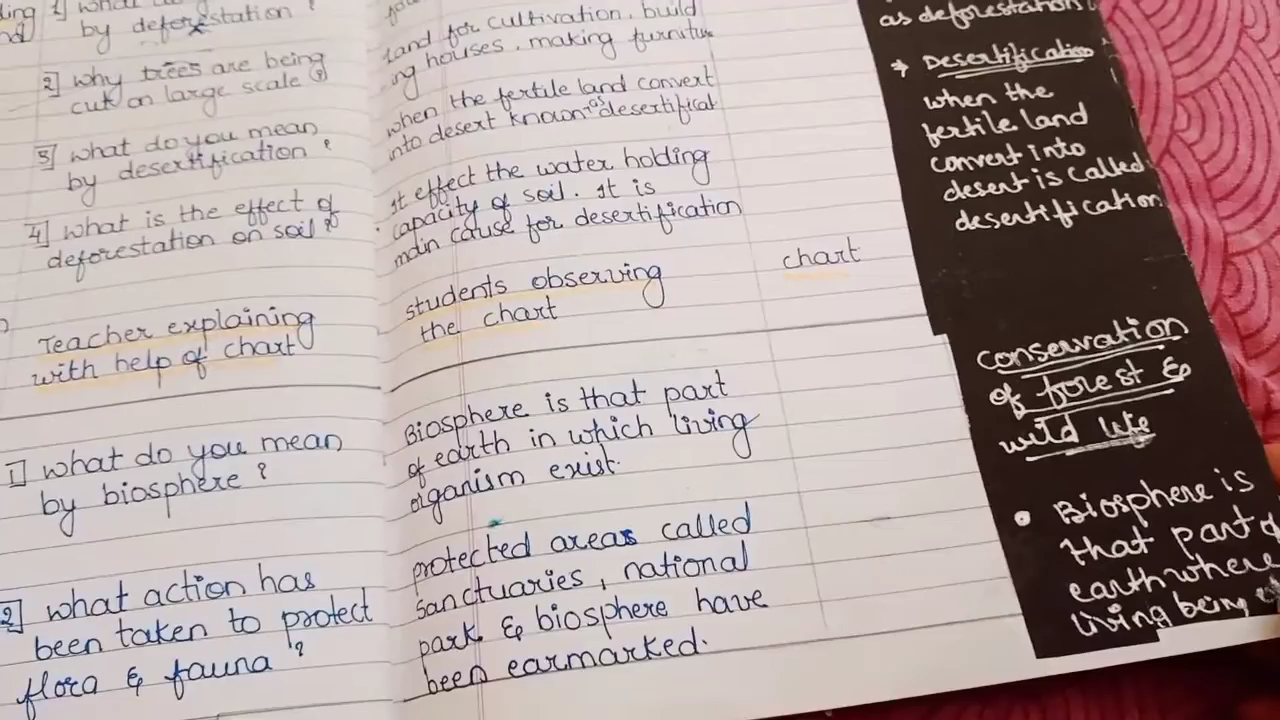 by deforestation ?
2] why trees are being
cut on large scale ?
3] what do you mean
by desertification ?
4] what is the effect of
deforestation on soil ?
Teacher explaining
with help of chart
1] what do you mean
by biosphere ?
2] what action has
been taken to protect
flora & fauna ?
land for cultivation, build
ing houses, making furniture
when the fertile land convert
into desert known as desertificat
It effect the water holding
capacity of soil. It is
main cause for desertification
students observing
the chart
Biosphere is that part
of earth in which living
organism exist.
protected areas called
sanctuaries, national
park & biosphere have
been earmarked.
chart
as deforestation
→ Desertification
when the
fertile land
convert into
desert is called
desertification
conservation
of forest &
wild life
• Biosphere is
that part of
earth where
living being